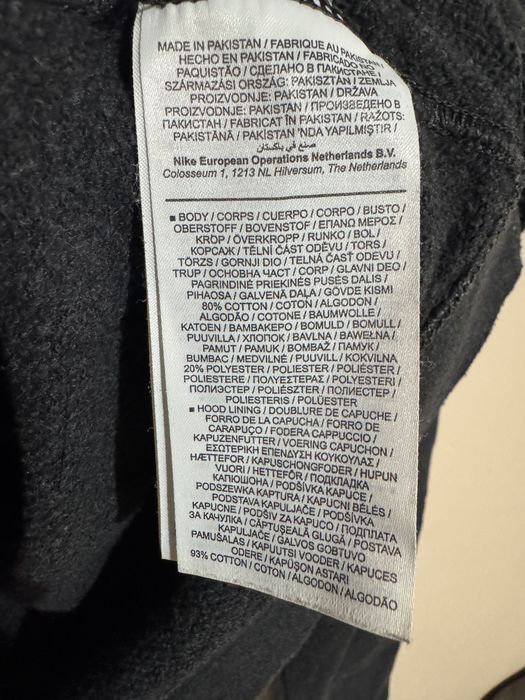 MADE IN PAKISTAN / FABRIQUE AU PAKISTAN /
HECHO EN PAKISTAN / FABRICADO NO
PAQUISTÃO / СДЕЛАНО В ПАКИСТАНЕ /
SZÁRMAZÁSI ORSZÁG: PAKISZTÁN / ZEMLJA
PROIZVODNJE: PAKISTAN / DRŽAVA
PROIZVODNJE: PAKISTAN / ПРОИЗВЕДЕНО В
ПАКИСТАН / FABRICAT ÎN PAKISTAN / RAŽOTS:
PAKISTĀNĀ / PAKISTAN 'NDA YAPILMIŞTIR /
صنع في باكستان
Nike European Operations Netherlands B.V.
Colosseum 1, 1213 NL Hilversum, The Netherlands
■ BODY / CORPS / CUERPO / CORPO / BUSTO /
OBERSTOFF / BOVENSTOF / ΕΠΑΝΩ ΜΕΡΟΣ /
KROP / ÖVERKROPP / RUNKO / BOL /
КОРСАЖ / TĚLNÍ ČÁST ODĚVU / TORS /
TÖRZS / GORNJI DIO / TELNÁ ČASŤ ODEVU /
TRUP / ОСНОВНА ЧАСТ / CORP / GLAVNI DEO /
PAGRINDINĖ PRIEKINĖS PUSĖS DALIS /
PIHAOSA / GALVENĀ DAĻA / GÖVDE KISMI
80% COTTON / COTON / ALGODON /
ALGODÃO / COTONE / BAUMWOLLE /
KATOEN / ΒΑΜΒΑΚΕΡΟ / BOMULD / BOMULL /
PUUVILLA / ХЛОПОК / BAVLNA / BAWEŁNA /
PAMUT / PAMUK / BOMBAŽ / ПАМУК /
BUMBAC / MEDVILNĖ / PUUVILL / KOKVILNA
20% POLYESTER / POLIESTER / POLIÉSTER /
POLIESTERE / ΠΟΛΥΕΣΤΕΡΑΣ / POLYESTERI /
ПОЛИЭСТЕР / POLIÉSZTER / ПОЛИЕСТЕР /
POLIESTERIS / POLÜESTER
■ HOOD LINING / DOUBLURE DE CAPUCHE /
FORRO DE LA CAPUCHA / FORRO DE
CARAPUÇO / FODERA CAPPUCCIO /
KAPUZENFUTTER / VOERING CAPUCHON /
ΕΣΩΤΕΡΙΚΗ ΕΠΕΝΔΥΣΗ ΚΟΥΚΟΥΛΑΣ /
HÆTTEFOR / KAPUSCHONGFODER / HUPUN
VUORI / HETTEFÔR / ПОДКЛАДКА
КАПЮШОНА / PODŠÍVKA KAPUCE /
PODSZEWKA KAPTURA / KAPUCNI BÉLÉS /
PODSTAVA KAPULJAČE / PODŠÍVKA
KAPUCNE / PODŠIV ZA KAPUCO / ПОДПЛАТА
ЗА КАЧУЛКА / CĂPTUȘEALĂ GLUGĂ / POSTAVA
KAPULJAČE / GALVOS GOBTUVO
PAMUŠALAS / KAPUUTSI VOODER / KAPUCES
ODERE / KAPÜŞON ASTARI
93% COTTON / COTON / ALGODON / ALGODÃO